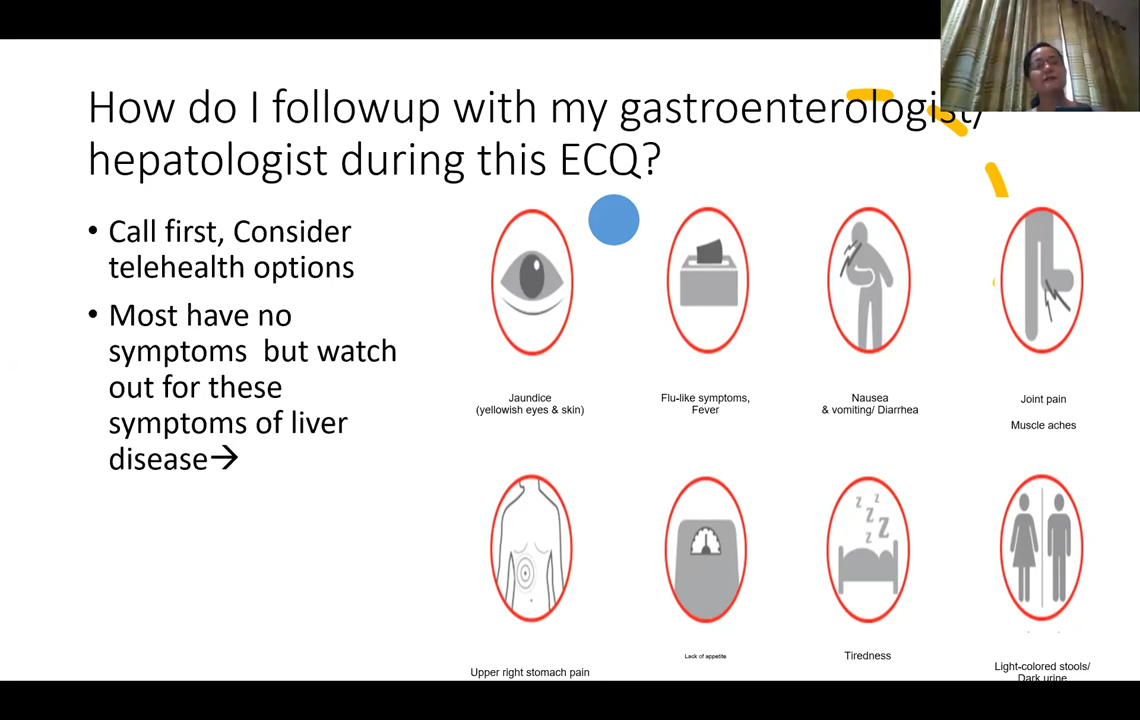 How do I followup with my gastroenterologist/
hepatologist during this ECQ?
• Call first, Consider
telehealth options
• Most have no
symptoms but watch
out for these
symptoms of liver
disease→
Jaundice
(yellowish eyes & skin)
Flu-like symptoms,
Fever
Nausea
& vomiting/ Diarrhea
Joint pain
Muscle aches
z z
z z
z
Upper right stomach pain
Lack of appetite
Tiredness
Light-colored stools/
Dark urine